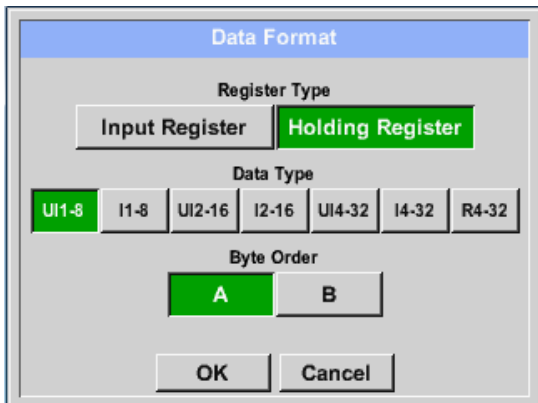 Data Format
Register Type
Input Register Holding Register
Data Type
UI1-8 I1-8 UI2-16 I2-16 UI4-32 I4-32 R4-32
Byte Order
A B
OK Cancel